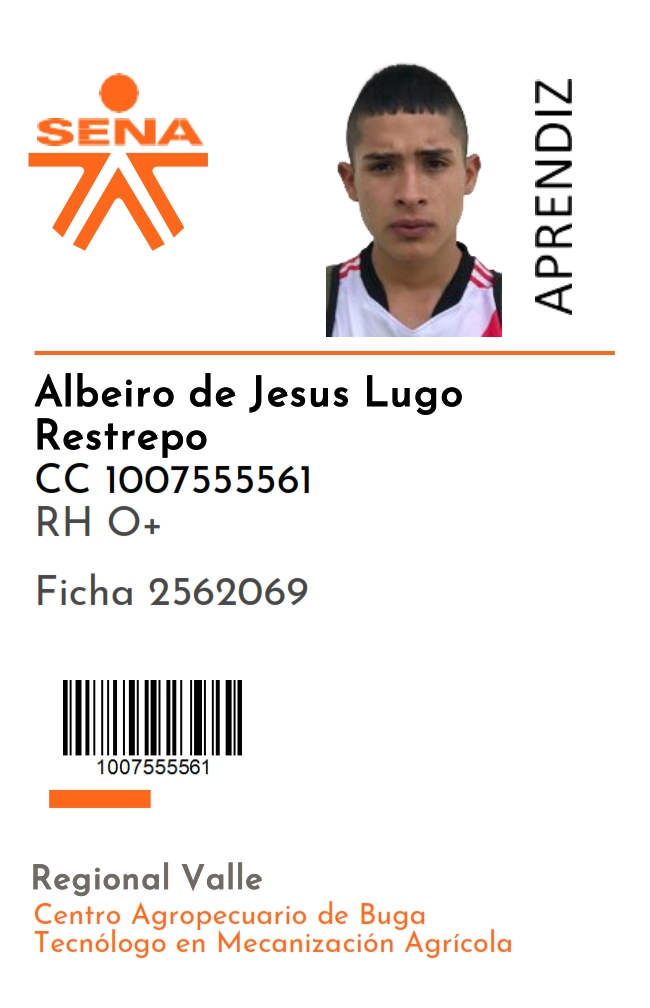 SENA
APRENDIZ
Albeiro de Jesus Lugo
Restrepo
CC 1007555561
RH O+
Ficha 2562069
1007555561
Regional Valle
Centro Agropecuario de Buga
Tecnólogo en Mecanización Agrícola